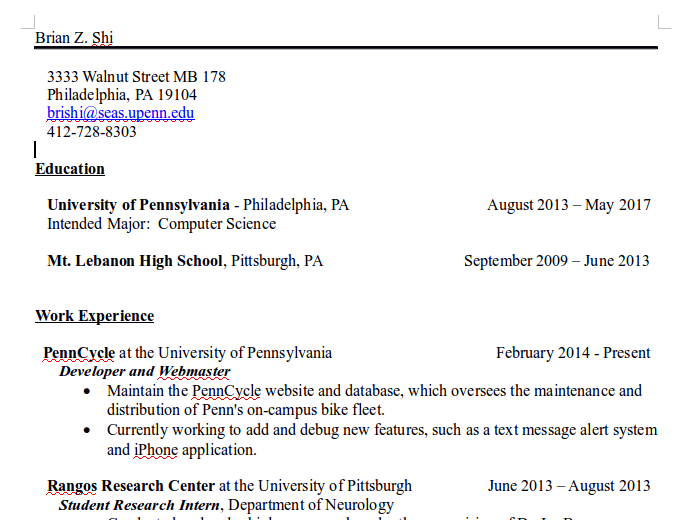 Brian Z. Shi
3333 Walnut Street MB 178
Philadelphia, PA 19104
brishi@seas.upenn.edu
412-728-8303
Education
University of Pennsylvania - Philadelphia, PA August 2013 – May 2017
Intended Major: Computer Science
Mt. Lebanon High School, Pittsburgh, PA September 2009 – June 2013
Work Experience
PennCycle at the University of Pennsylvania February 2014 - Present
Developer and Webmaster
• Maintain the PennCycle website and database, which oversees the maintenance and
distribution of Penn's on-campus bike fleet.
• Currently working to add and debug new features, such as a text message alert system
and iPhone application.
Rangos Research Center at the University of Pittsburgh June 2013 – August 2013
Student Research Intern, Department of Neurology